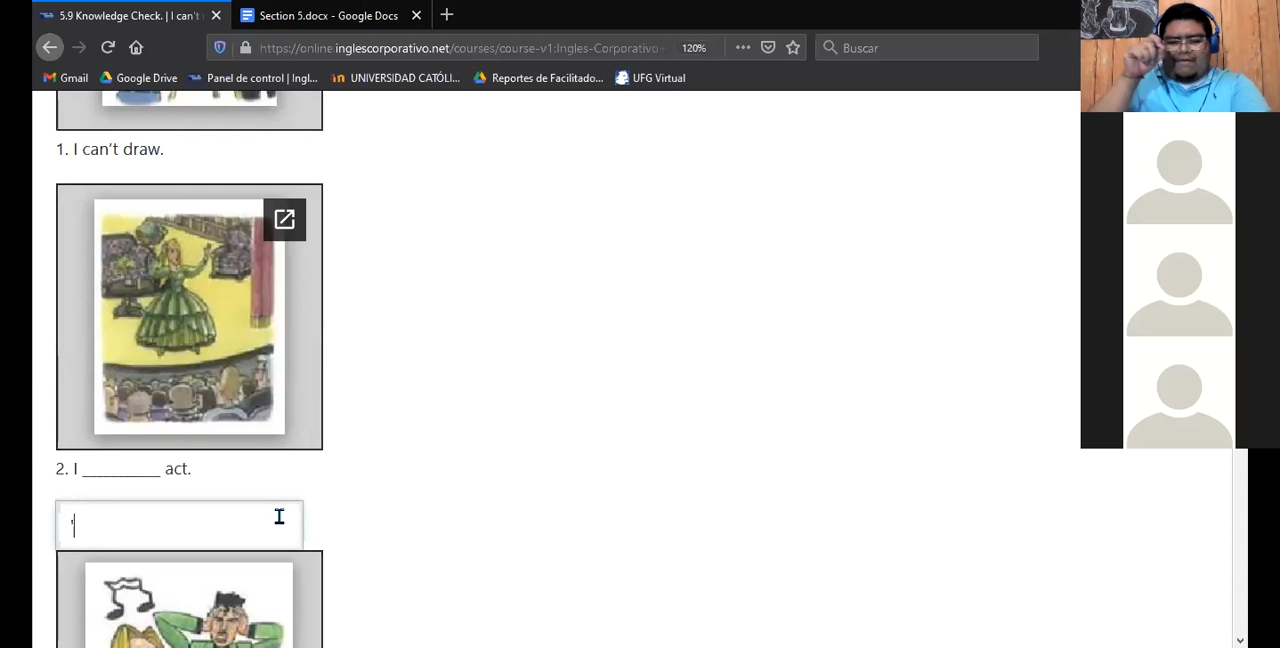 5.9 Knowledge Check. | I can't
Section 5.docx - Google Docs
https://online.inglescorporativo.net/courses/course-v1:Ingles-Corporativo+
120%
Buscar
Gmail
Google Drive
Panel de control | Ingl...
UNIVERSIDAD CATÓLI...
Reportes de Facilitado...
UFG Virtual
1. I can't draw.
2. I __________ act.
'